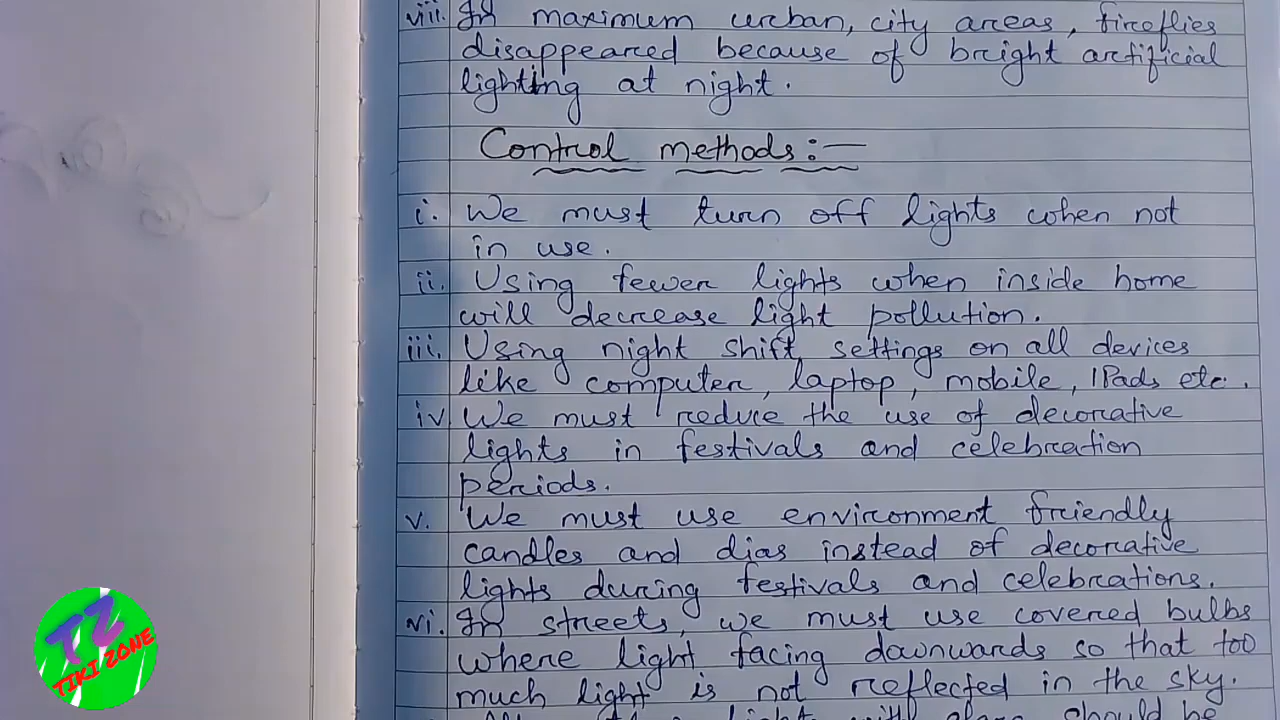 viii. In maximum urban, city areas, fireflies
disappeared because of bright artificial
lighting at night.
Control methods:—
i. We must turn off lights when not
in use.
ii. Using fewer lights when inside home
will decrease light pollution.
iii. Using night shift settings on all devices
like computer, laptop, mobile, IPads etc.
iv. We must reduce the use of decorative
lights in festivals and celebration
periods.
v. We must use environment friendly
candles and dias instead of decorative
lights during festivals and celebrations.
vi. In streets, we must use covered bulbs
where light facing downwards so that too
much light is not reflected in the sky.
light with glare should be
TZ
TIKI ZONE